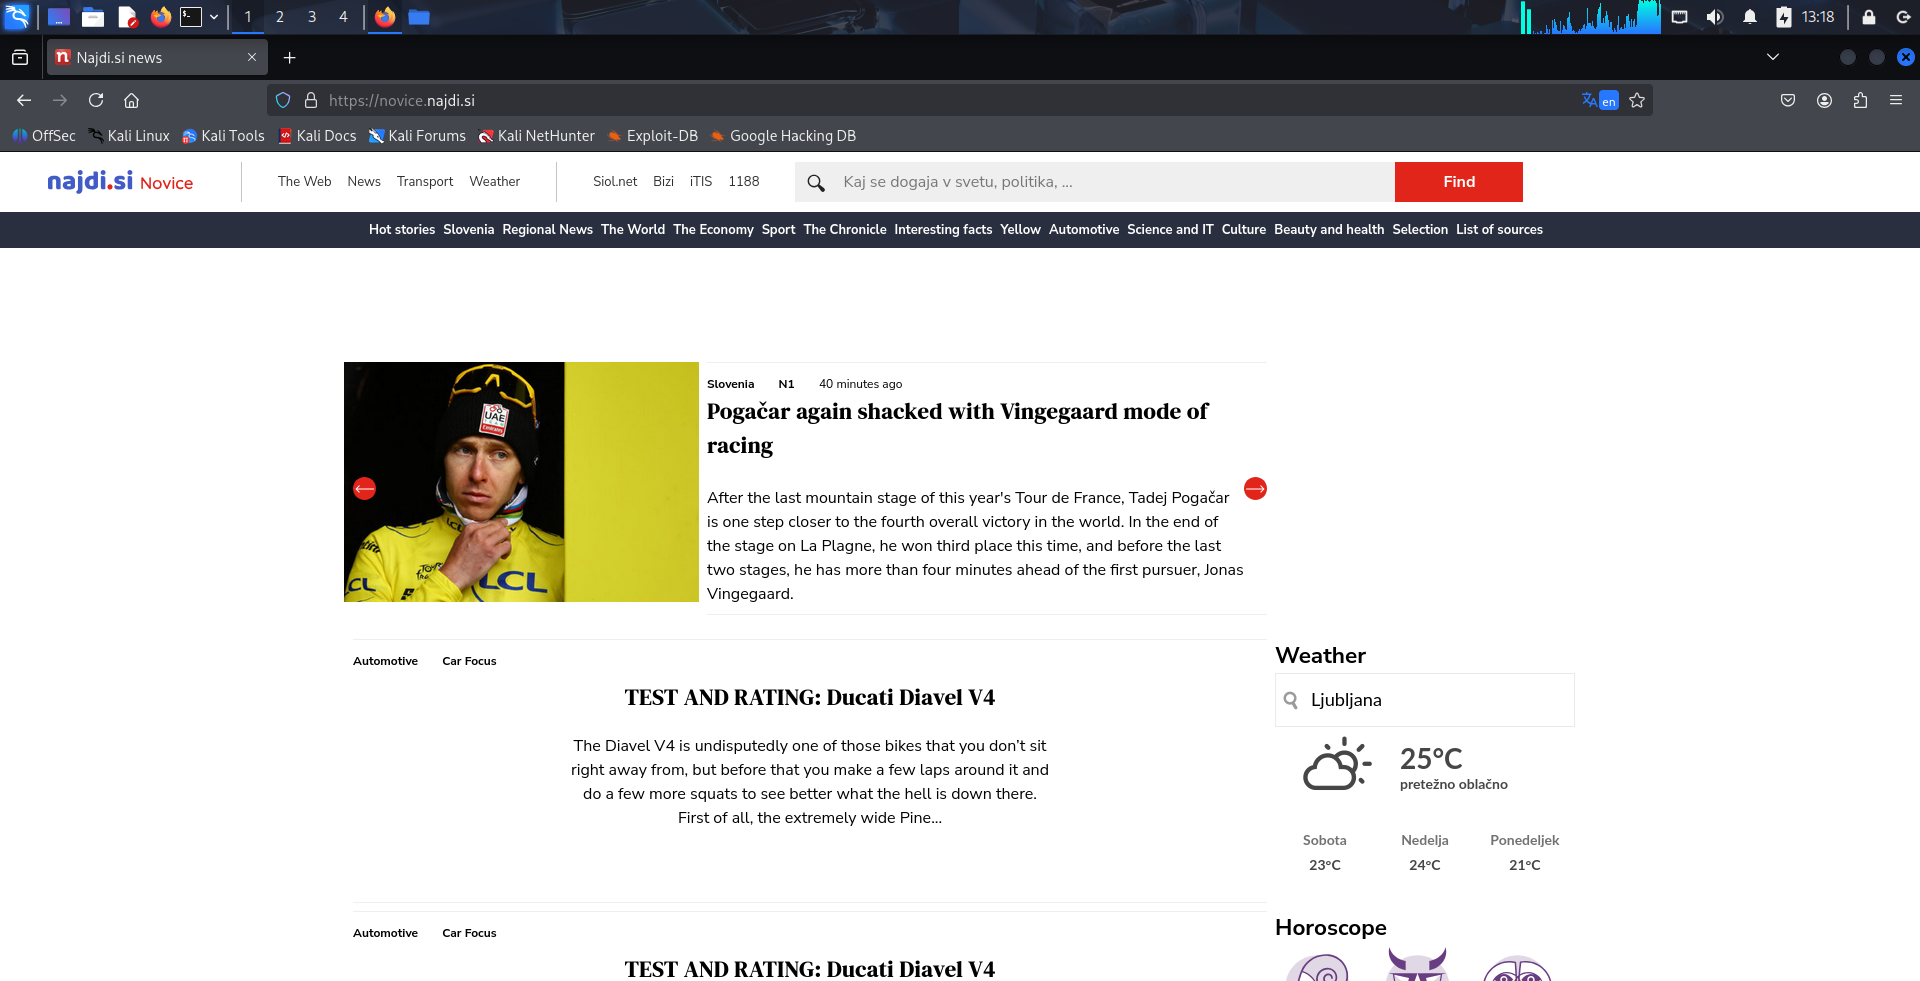 1 2 3 4
13:18
Najdi.si news
https://novice.najdi.si
en
OffSec Kali Linux Kali Tools Kali Docs Kali Forums Kali NetHunter Exploit-DB Google Hacking DB
najdi.si Novice
The Web News Transport Weather
Siol.net Bizi iTIS 1188
Kaj se dogaja v svetu, politika, ...
Find
Hot stories Slovenia Regional News The World The Economy Sport The Chronicle Interesting facts Yellow Automotive Science and IT Culture Beauty and health Selection List of sources
UAE
Emirates
LCL
LCL
Slovenia N1 40 minutes ago
Pogačar again shacked with Vingegaard mode of
racing
After the last mountain stage of this year's Tour de France, Tadej Pogačar
is one step closer to the fourth overall victory in the world. In the end of
the stage on La Plagne, he won third place this time, and before the last
two stages, he has more than four minutes ahead of the first pursuer, Jonas
Vingegaard.
Automotive Car Focus
TEST AND RATING: Ducati Diavel V4
The Diavel V4 is undisputedly one of those bikes that you don’t sit
right away from, but before that you make a few laps around it and
do a few more squats to see better what the hell is down there.
First of all, the extremely wide Pine...
Weather
Ljubljana
25°C
pretežno oblačno
Sobota Nedelja Ponedeljek
23°C 24°C 21°C
Automotive Car Focus
TEST AND RATING: Ducati Diavel V4
Horoscope